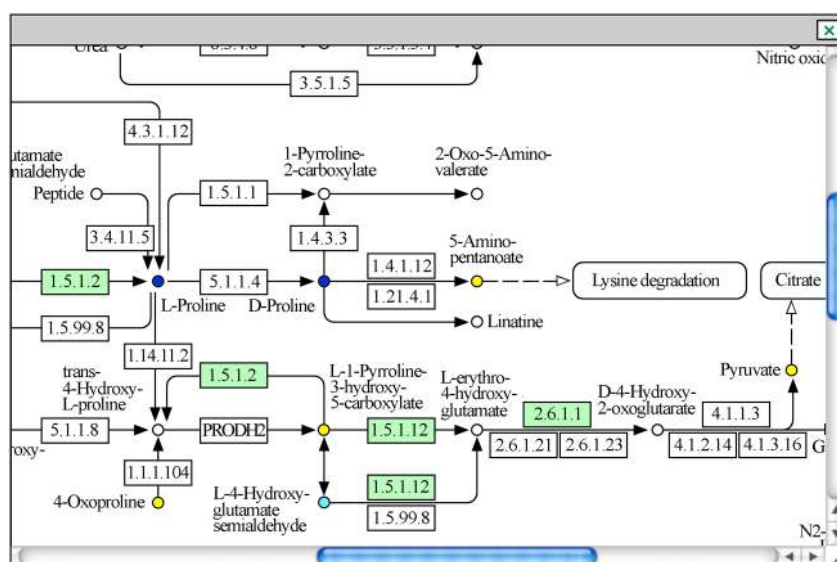 3.5.1.5
Nitric oxid
4.3.1.12
utamate
nialdehyde
Peptide
1-Pyrroline-
2-carboxylate
2-Oxo-5-Amino-
valerate
1.5.1.1
3.4.11.5
1.4.3.3
5-Amino-
pentanoate
1.5.1.2
5.1.1.4
1.4.1.12
1.21.4.1
Lysine degradation
Citrate
L-Proline
D-Proline
1.5.99.8
Linatine
1.14.11.2
trans-
4-Hydroxy-
L-proline
1.5.1.2
L-1-Pyrroline-
3-hydroxy-
5-carboxylate
L-erythro-
4-hydroxy-
glutamate
2.6.1.1
D-4-Hydroxy-
2-oxoglutarate
Pyruvate
4.1.1.3
5.1.1.8
PRODH2
1.5.1.12
2.6.1.21
2.6.1.23
4.1.2.14
4.1.3.16
G
roxy-
1.1.1.104
4-Oxoproline
L-4-Hydroxy-
glutamate
semialdehyde
1.5.1.12
1.5.99.8
N2-